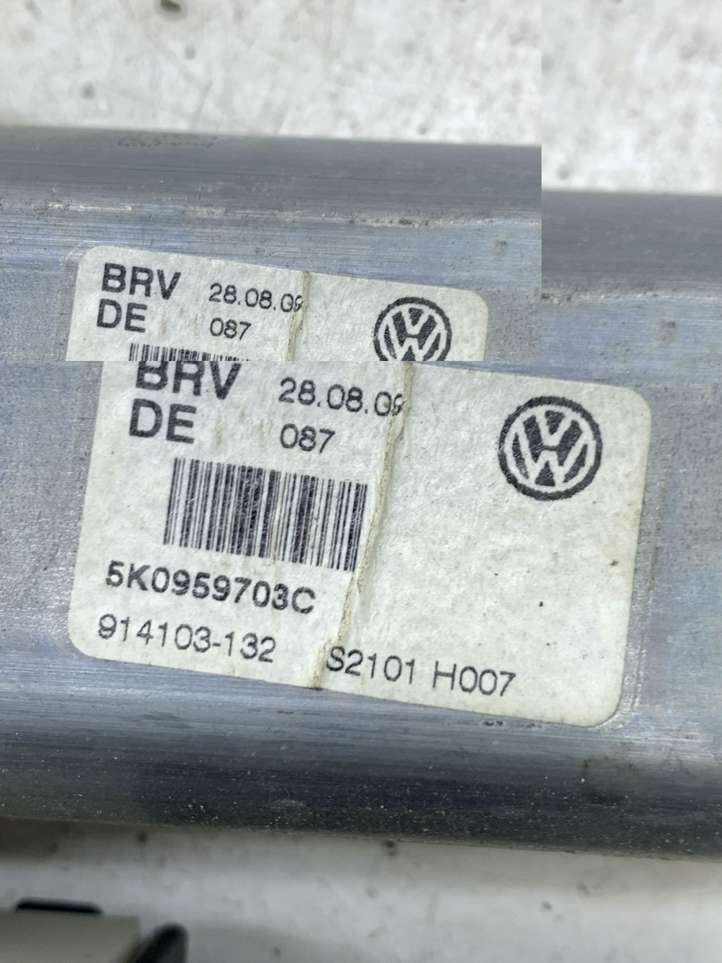 BRV 28.08.09
DE 087
BRV 28.08.09
DE 087
5K0959703C
914103-132 S2101 H007